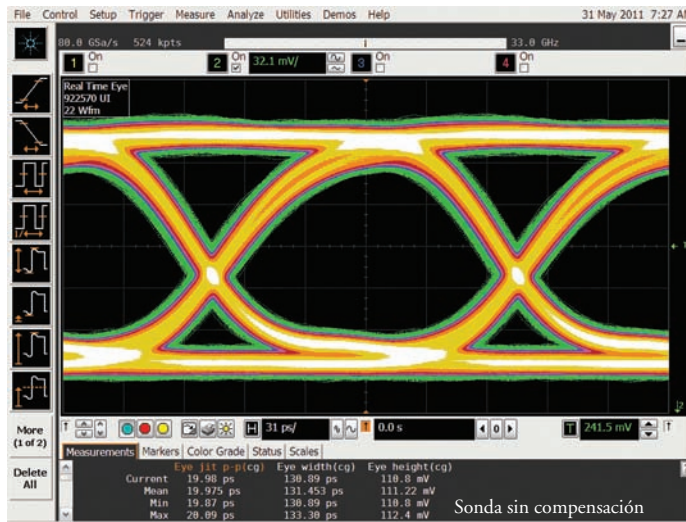 File Control Setup Trigger Measure Analyze Utilities Demos Help 31 May 2011 7:27 AM
80.0 GSa/s 524 kpts 33.0 GHz
1 On 2 On 32.1 mV/ 3 On 4 On
Real Time Eye
922570 UI
22 Wfm
More
(1 of 2)
Delete
All
H 31 ps/ 0.0 s 0 T 241.5 mV
Measurements Markers Color Grade Status Scales
Eye jit p-p(cg) Eye width(cg) Eye height(cg)
Current 19.98 ps 130.89 ps 110.8 mV
Mean 19.975 ps 131.453 ps 111.22 mV
Min 19.87 ps 130.89 ps 110.8 mV
Max 20.09 ps 133.30 ps 112.4 mV
Sonda sin compensación